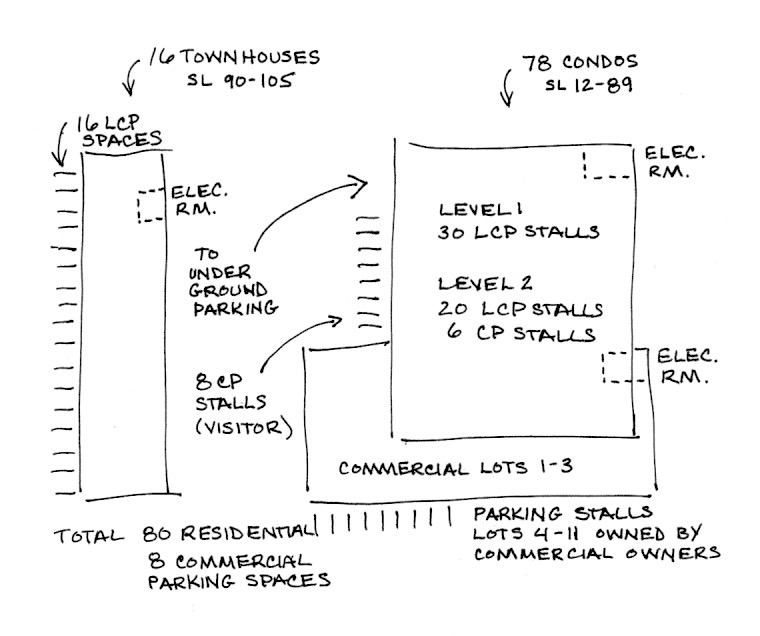 16 TOWNHOUSES
SL 90-105
78 CONDOS
SL 12-89
16 LCP
SPACES
ELEC.
RM.
ELEC.
RM.
LEVEL 1
30 LCP STALLS
TO
UNDER
GROUND
PARKING
LEVEL 2
20 LCP STALLS
6 CP STALLS
ELEC.
RM.
8 CP
STALLS
(VISITOR)
COMMERCIAL LOTS 1-3
TOTAL 80 RESIDENTIAL
8 COMMERCIAL
PARKING SPACES
PARKING STALLS
LOTS 4-11 OWNED BY
COMMERCIAL OWNERS